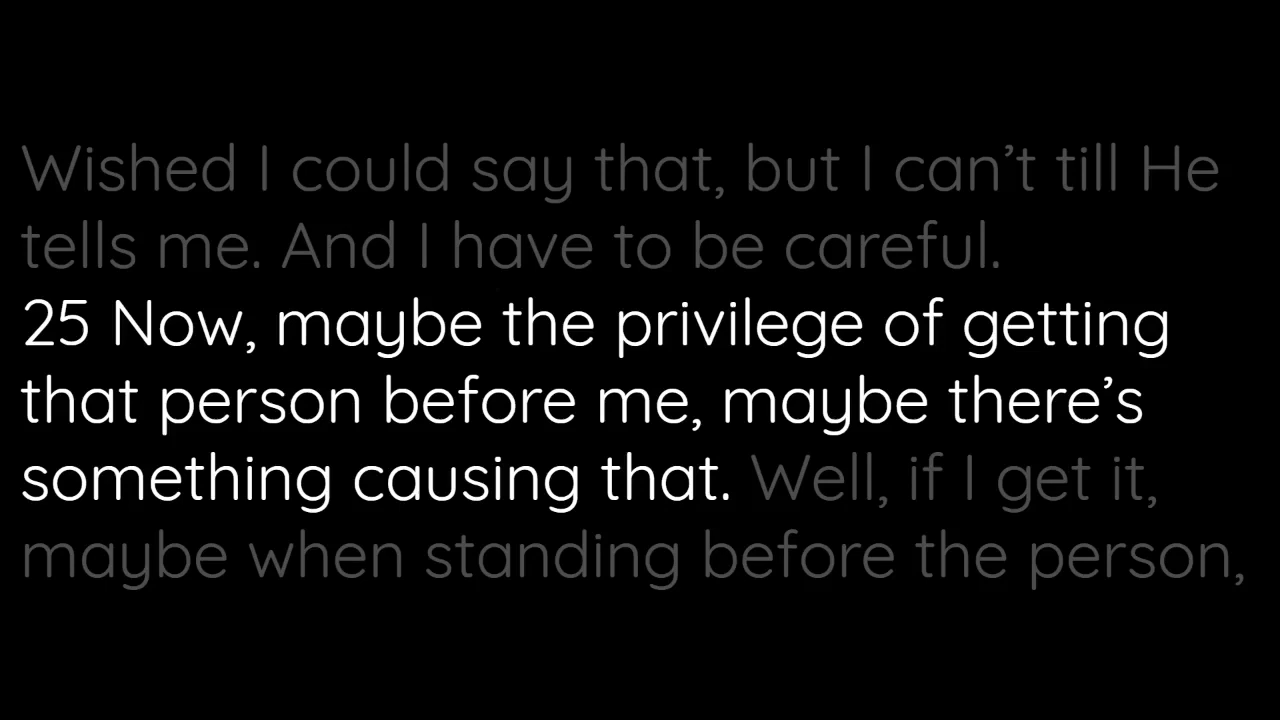 Wished I could say that, but I can’t till He
tells me. And I have to be careful.
25 Now, maybe the privilege of getting
that person before me, maybe there’s
something causing that. Well, if I get it,
maybe when standing before the person,